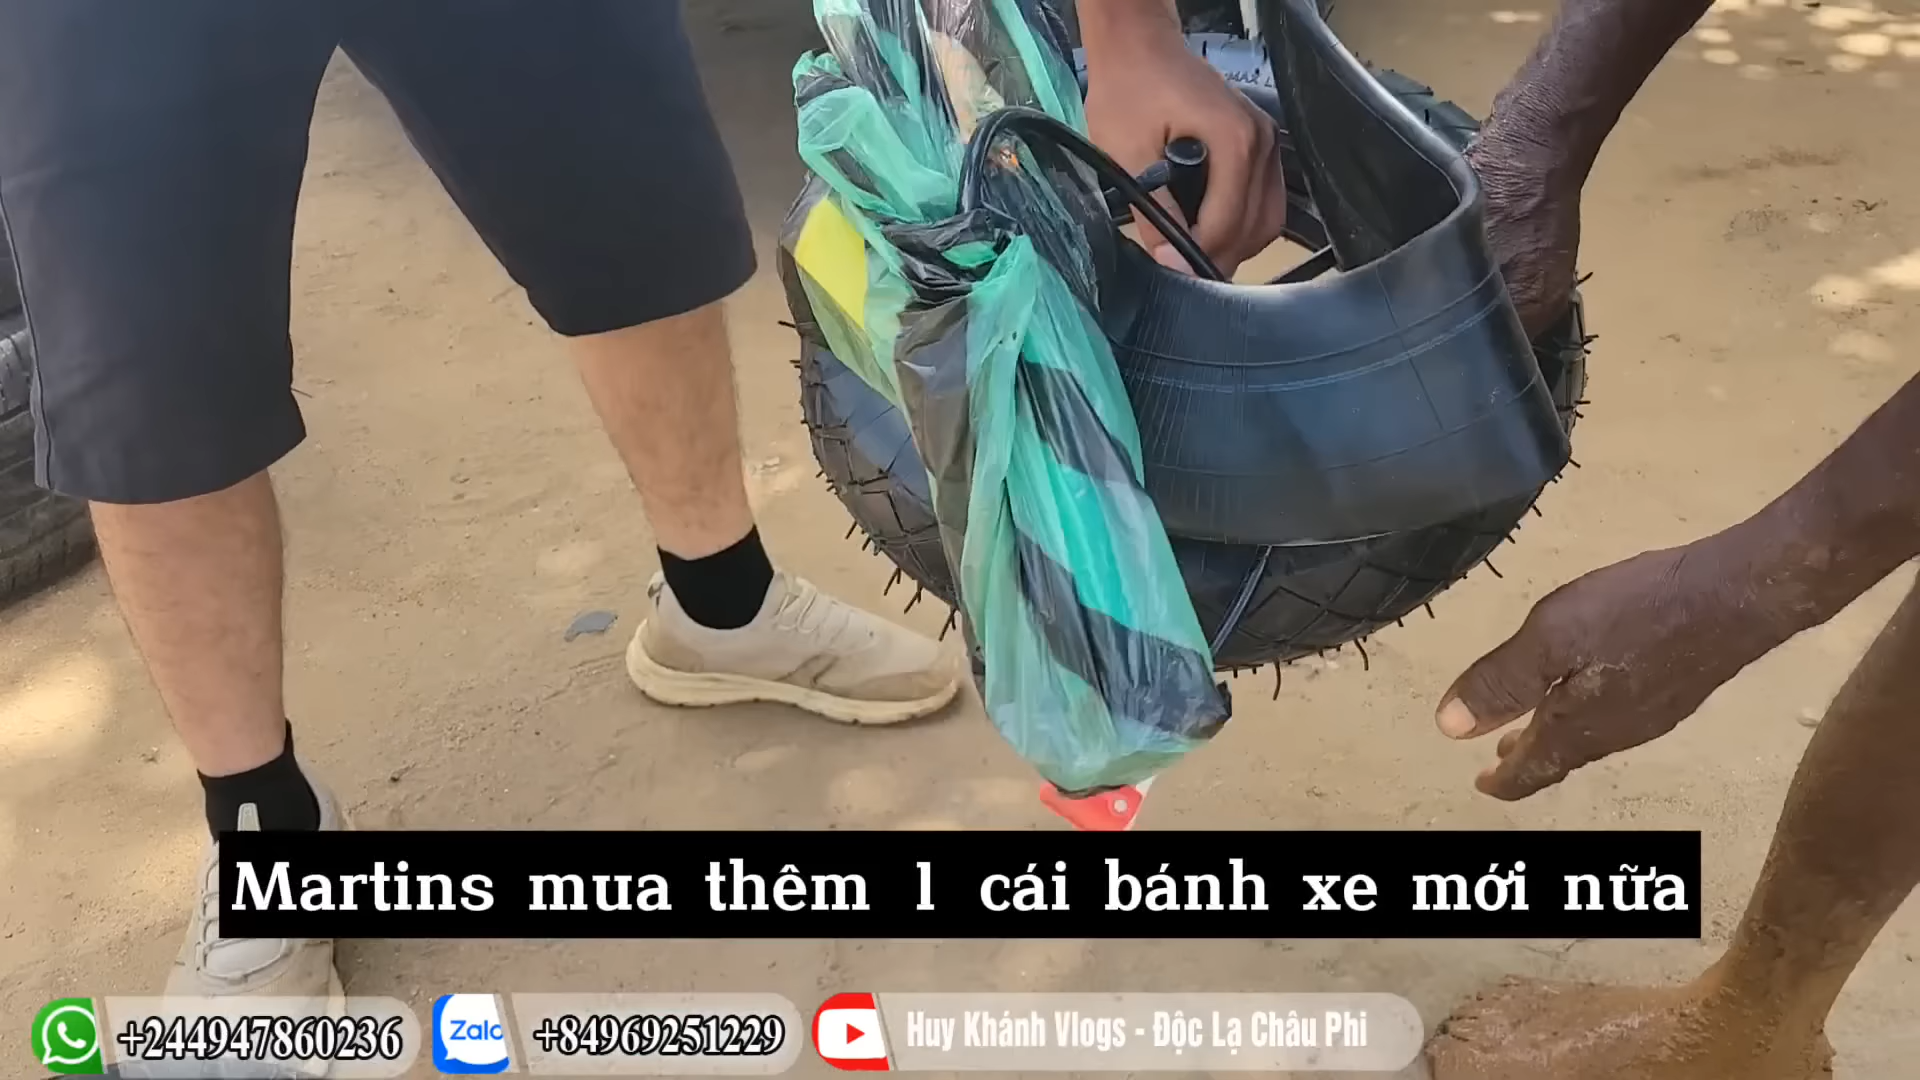 MAX L
Martins mua thêm 1 cái bánh xe mới nữa
+244947860236
Zalo
+84969251229
Huy Khánh Vlogs - Độc Lạ Châu Phi